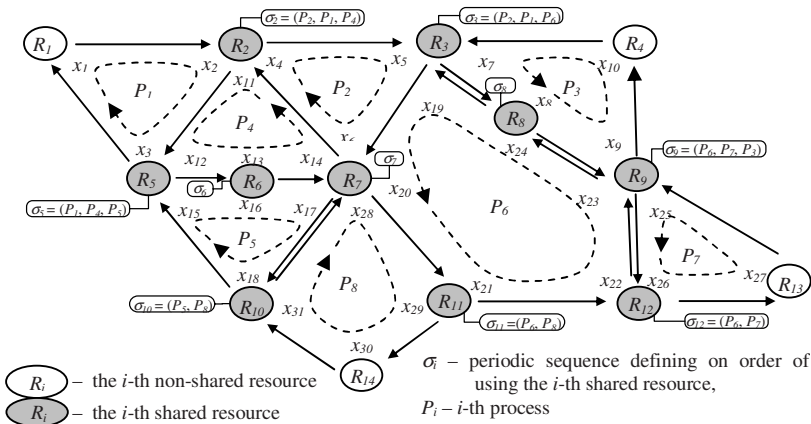 σ₂ = (P₂, P₁, P₄)
σ₃ = (P₂, P₁, P₆)
R₁
R₂
R₃
R₄
x₁
x₂
x₄
x₅
x₇
x₁₀
P₁
x₁₁
P₂
P₃
σ₈
x₈
R₈
P₄
x₁₉
x₂₄
x₉
σ₉ = (P₆, P₇, P₃)
x₃
x₁₂
x₁₃
x₁₄
σ₇
R₅
R₆
R₇
R₉
σ₆
x₂₀
P₆
x₂₃
σ₅ = (P₁, P₄, P₅)
x₁₅
x₁₆
x₁₇
x₂₈
x₂₅
P₅
P₇
x₁₈
P₈
x₂₁
x₂₂
x₂₆
x₂₇
R₁₃
σ₁₀ = (P₅, P₈)
R₁₀
x₃₁
x₂₉
R₁₁
R₁₂
σ₁₁ =(P₆, P₈)
σ₁₂ = (P₆, P₇)
x₃₀
R₁₄
Rᵢ – the i-th non-shared resource
Rᵢ – the i-th shared resource
σᵢ – periodic sequence defining on order of
using the i-th shared resource,
Pᵢ – i-th process